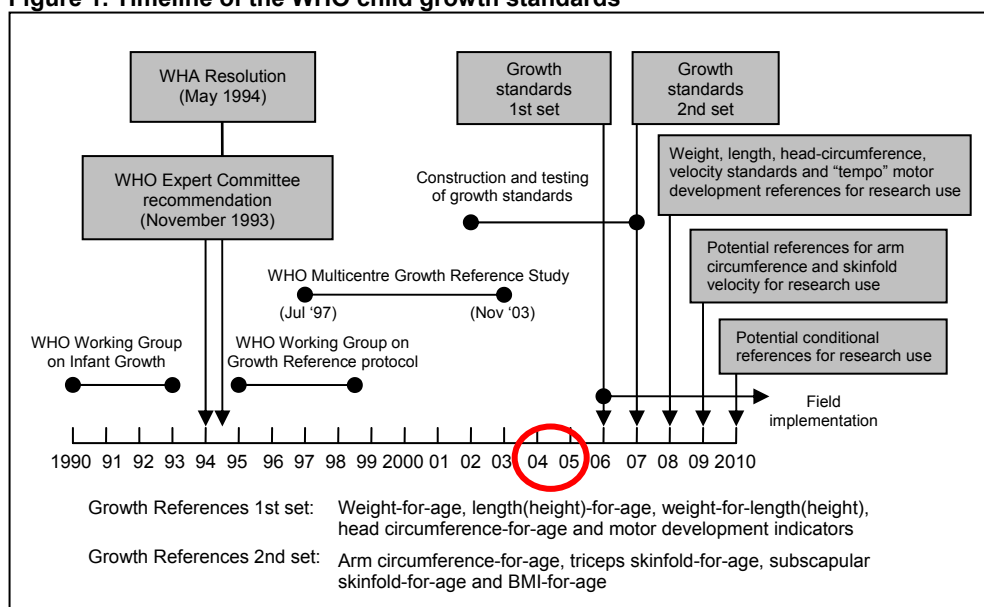 Figure 1. Timeline of the WHO child growth standards
WHA Resolution
(May 1994)
Growth
standards
1st set
Growth
standards
2nd set
WHO Expert Committee
recommendation
(November 1993)
Construction and testing
of growth standards
Weight, length, head-circumference,
velocity standards and “tempo” motor
development references for research use
WHO Multicentre Growth Reference Study
(Jul ‘97)
(Nov ‘03)
Potential references for arm
circumference and skinfold
velocity for research use
WHO Working Group
on Infant Growth
WHO Working Group on
Growth Reference protocol
Potential conditional
references for research use
Field
implementation
1990 91 92 93 94 95 96 97 98 99 2000 01 02 03 04 05 06 07 08 09 2010
Growth References 1st set: Weight-for-age, length(height)-for-age, weight-for-length(height),
head circumference-for-age and motor development indicators
Growth References 2nd set: Arm circumference-for-age, triceps skinfold-for-age, subscapular
skinfold-for-age and BMI-for-age